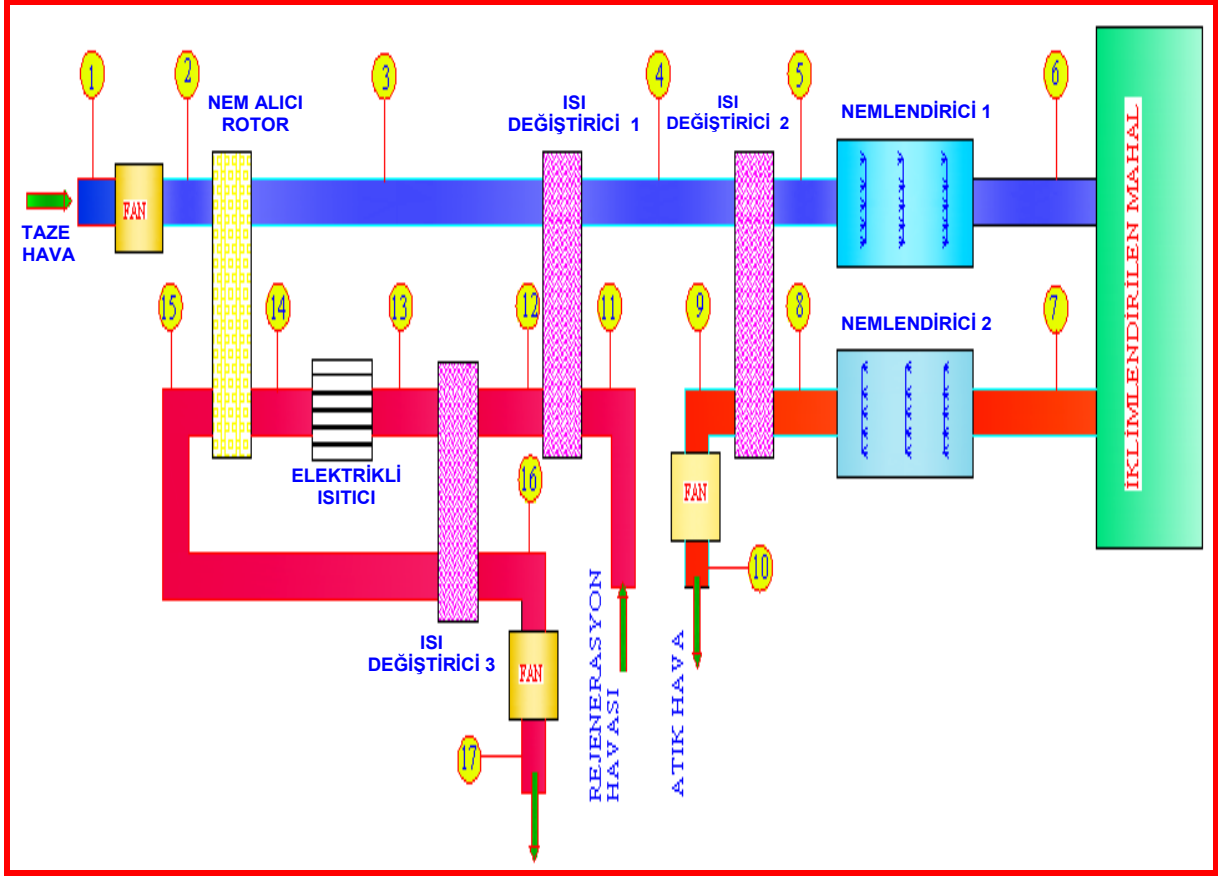 1
2
3
4
5
6
NEM ALICI
ROTOR
ISI
DEĞİŞTİRİCİ 1
ISI
DEĞİŞTİRİCİ 2
NEMLENDİRİCİ 1
FAN
TAZE
HAVA
İKLİMLENDİRİLEN MAHAL
15
14
13
12
11
9
8
7
NEMLENDİRİCİ 2
ELEKTRİKLİ
ISITICI
16
FAN
10
ISI
DEĞİŞTİRİCİ 3
FAN
17
REJENERASYON
HAVASI
ATIK HAVA